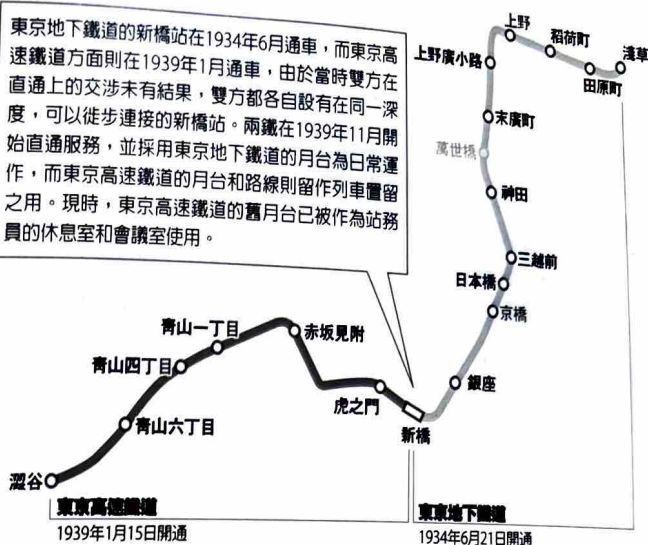 東京地下鐵道的新橋站在1934年6月通車，而東京高
速鐵道方面則在1939年1月通車，由於當時雙方在
直通上的交涉未有結果，雙方都各自設有在同一深
度，可以徒步連接的新橋站。兩鐵在1939年11月開
始直通服務，並採用東京地下鐵道的月台為日常運
作，而東京高速鐵道的月台和路線則留作列車置留
之用。現時，東京高速鐵道的舊月台已被作為站務
員的休息室和會議室使用。
上野
稻荷町
淺草
田原町
上野廣小路
末廣町
萬世橋
神田
三越前
日本橋
京橋
銀座
新橋
虎之門
赤坂見附
青山一丁目
青山四丁目
青山六丁目
澀谷
東京高速鐵道
1939年1月15日開通
東京地下鐵道
1934年6月21日開通